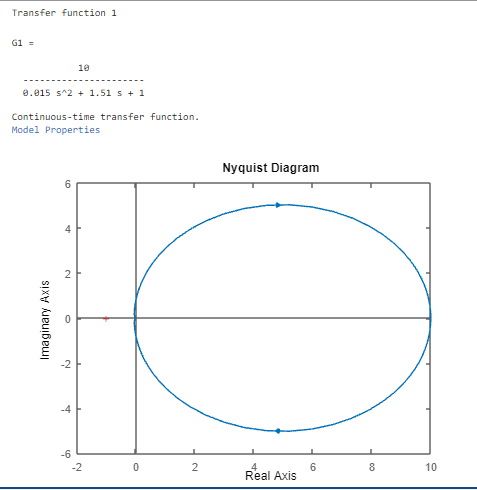 Transfer function 1
G1 =
10
----------------------
0.015 s^2 + 1.51 s + 1
Continuous-time transfer function.
Model Properties
Nyquist Diagram
6
4
2
0
-2
-4
-6
Imaginary Axis
-2 0 2 4 6 8 10
Real Axis